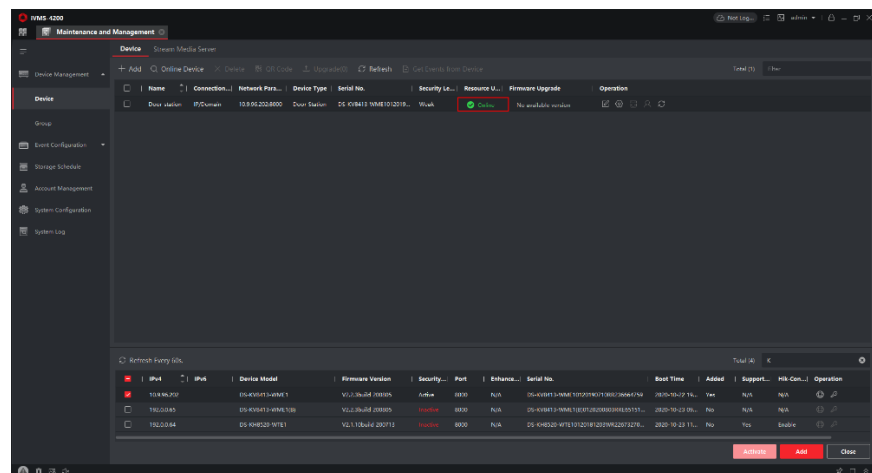 iVMS-4200
Not Log... admin
Maintenance and Management
Device Stream Media Server
+ Add Online Device Delete QR Code Upgrade(0) Refresh Get Events from Device Total (1) Filter
Device Management
Name Connection... Network Para... Device Type Serial No. Security Le... Resource U... Firmware Upgrade Operation
Device
Door station IP/Domain 10.9.96.202:8000 Door Station Weak Online No available version
Group
Event Configuration
Storage Schedule
Account Management
System Configuration
System Log
Refresh Every 60s. Total (4) K
IPv4 IPv6 Device Model Firmware Version Security... Port Enhance... Serial No. Boot Time Added Support... Hik-Con... Operation
10.9.96.202 DS-KV8413-WME1 V2.2.3build 200805 Active 8000 N/A Yes N/A N/A
192.0.0.65 DS-KV8413-WME1(B) V2.2.3build 200805 Inactive 8000 N/A No N/A N/A
192.0.0.64 DS-KH8520-WTE1 V2.1.10build 200713 Inactive 8000 N/A No Yes Enable
Activate Add Close